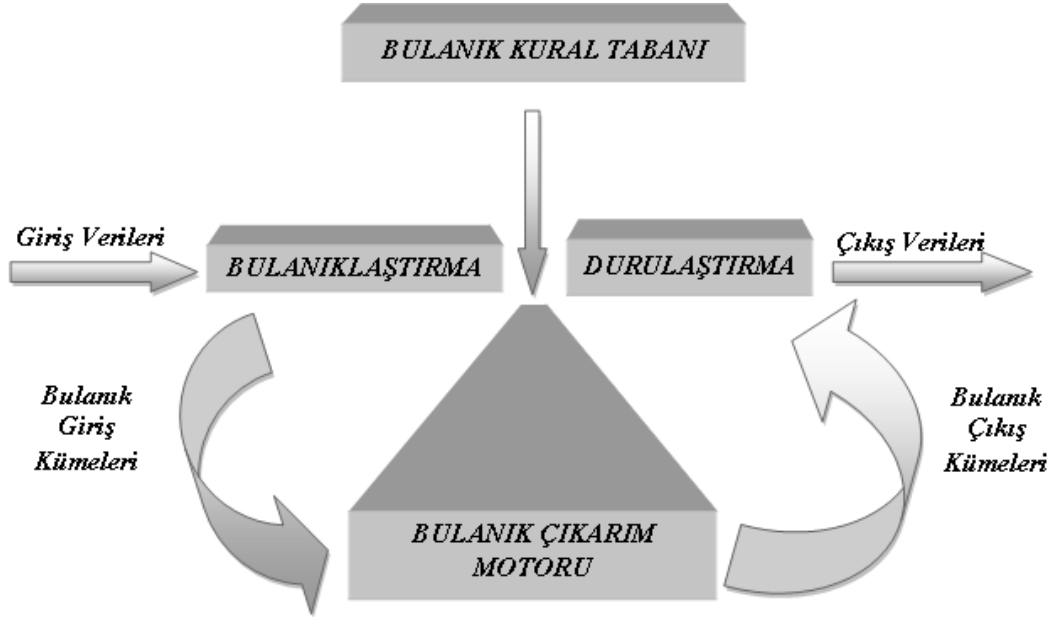 BULANIK KURAL TABANI
Giriş Verileri
BULANIKLAŞTIRMA
DURULAŞTIRMA
Çıkış Verileri
Bulanık
Giriş
Kümeleri
Bulanık
Çıkış
Kümeleri
BULANIK ÇIKARIM
MOTORU